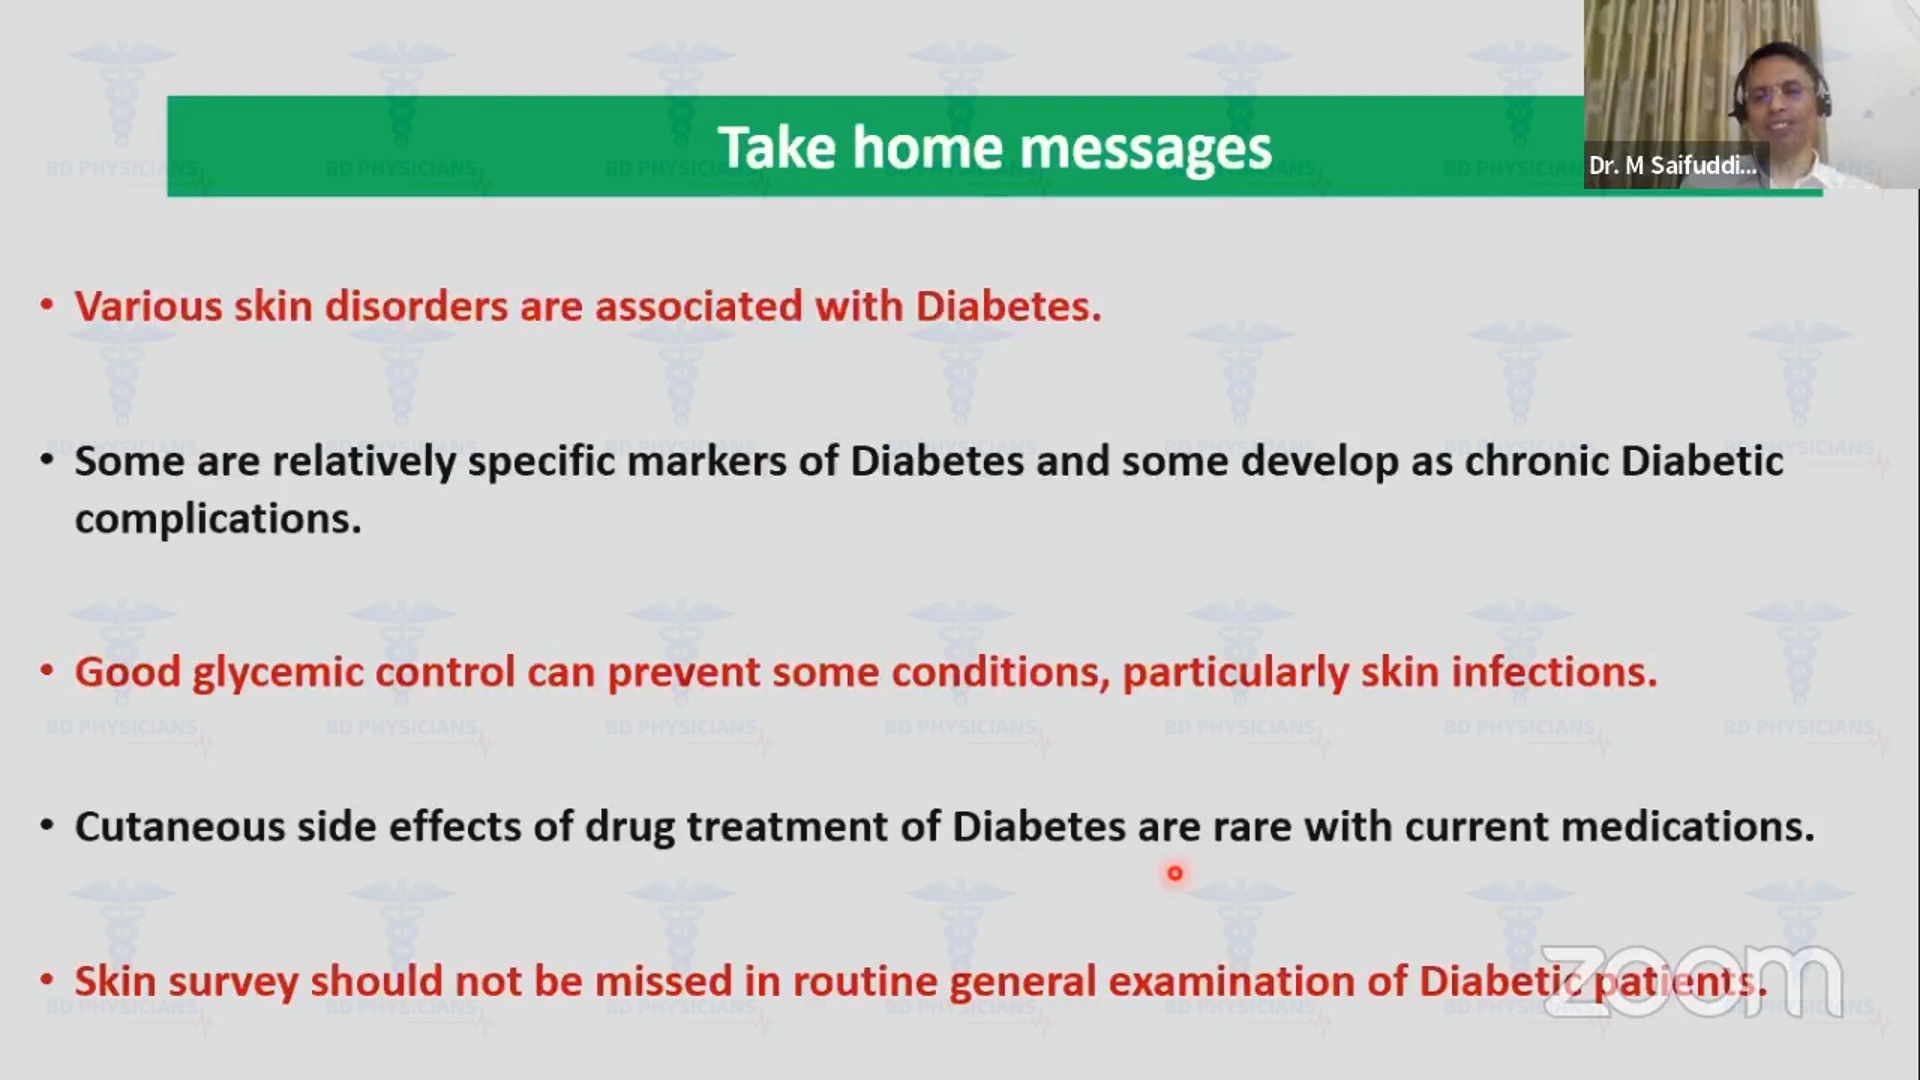 Take home messages
Dr. M Saifuddi...
• Various skin disorders are associated with Diabetes.
• Some are relatively specific markers of Diabetes and some develop as chronic Diabetic
complications.
• Good glycemic control can prevent some conditions, particularly skin infections.
• Cutaneous side effects of drug treatment of Diabetes are rare with current medications.
• Skin survey should not be missed in routine general examination of Diabetic patients.
zoom
BD PHYSICIANS